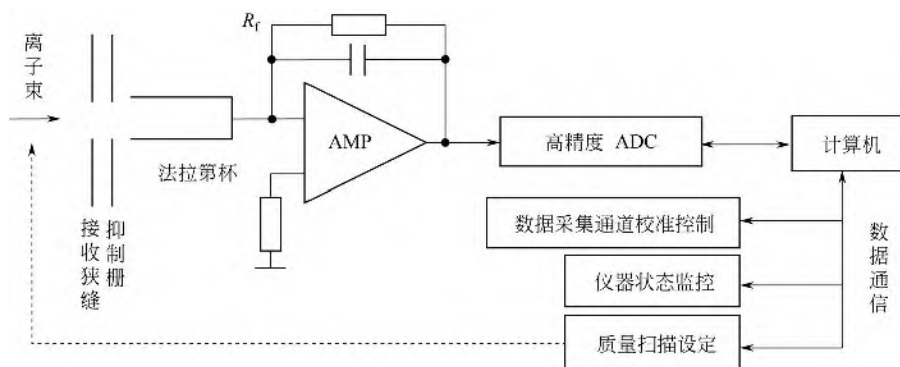 离子束
R_f
AMP
高精度 ADC
计算机
法拉第杯
接收狭缝
抑制栅
数据采集通道校准控制
仪器状态监控
质量扫描设定
数据通信